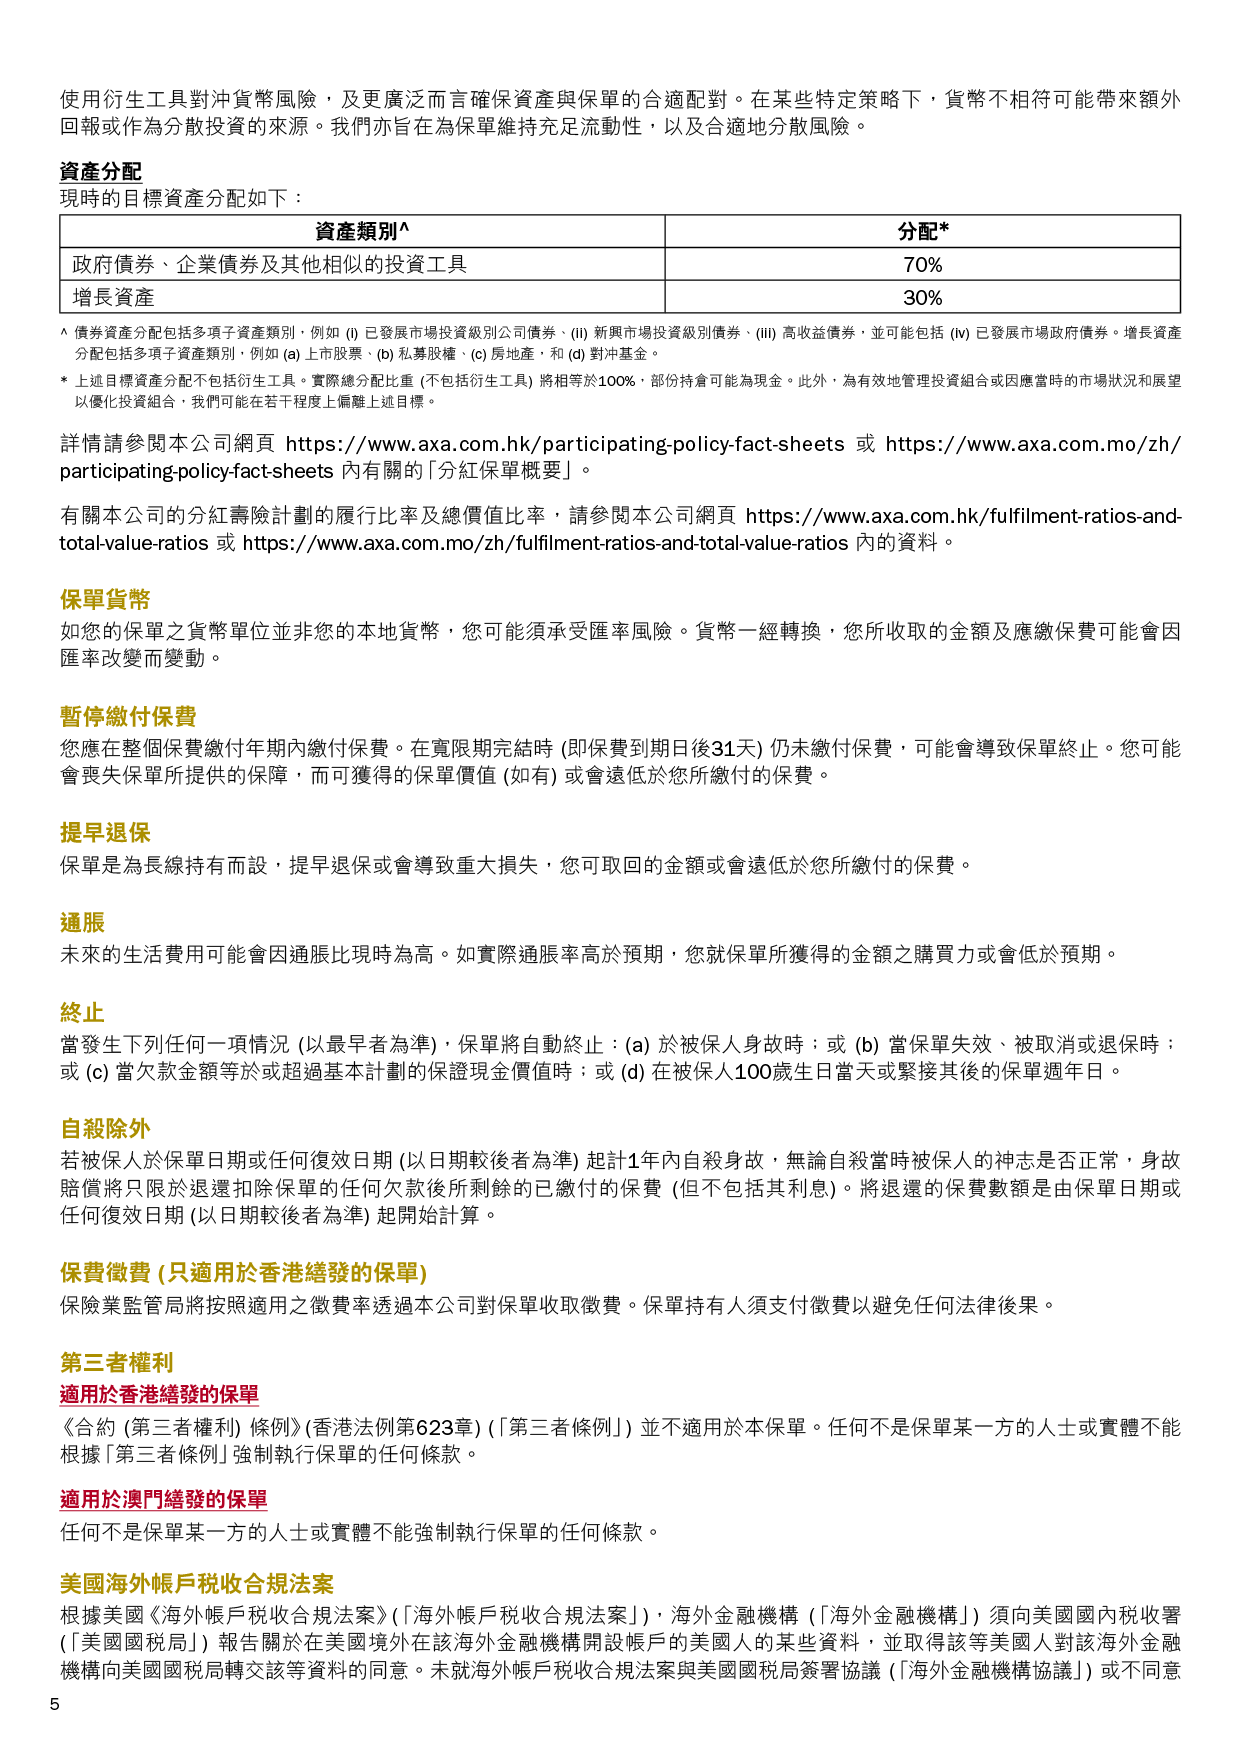 使用衍生工具對沖貨幣風險，及更廣泛而言確保資產與保單的合適配對。在某些特定策略下，貨幣不相符可能帶來額外
回報或作為分散投資的來源。我們亦旨在為保單維持充足流動性，以及合適地分散風險。
資產分配
現時的目標資產分配如下：
資產類別^ 分配*
政府債券、企業債券及其他相似的投資工具 70%
增長資產 30%
^ 債券資產分配包括多項子資產類別，例如 (i) 已發展市場投資級別公司債券、(ii) 新興市場投資級別債券、(iii) 高收益債券，並可能包括 (iv) 已發展市場政府債券。增長資產
分配包括多項子資產類別，例如 (a) 上市股票、(b) 私募股權、(c) 房地產，和 (d) 對沖基金。
* 上述目標資產分配不包括衍生工具。實際總分配比重 (不包括衍生工具) 將相等於100%，部份持倉可能為現金。此外，為有效地管理投資組合或因應當時的市場狀況和展望
以優化投資組合，我們可能在若干程度上偏離上述目標。
詳情請參閱本公司網頁 https://www.axa.com.hk/participating-policy-fact-sheets 或 https://www.axa.com.mo/zh/
participating-policy-fact-sheets 內有關的「分紅保單概要」。
有關本公司的分紅壽險計劃的履行比率及總價值比率，請參閱本公司網頁 https://www.axa.com.hk/fulfilment-ratios-and-
total-value-ratios 或 https://www.axa.com.mo/zh/fulfilment-ratios-and-total-value-ratios 內的資料。
保單貨幣
如您的保單之貨幣單位並非您的本地貨幣，您可能須承受匯率風險。貨幣一經轉換，您所收取的金額及應繳保費可能會因
匯率改變而變動。
暫停繳付保費
您應在整個保費繳付年期內繳付保費。在寬限期完結時 (即保費到期日後31天) 仍未繳付保費，可能會導致保單終止。您可能
會喪失保單所提供的保障，而可獲得的保單價值 (如有) 或會遠低於您所繳付的保費。
提早退保
保單是為長線持有而設，提早退保或會導致重大損失，您可取回的金額或會遠低於您所繳付的保費。
通脹
未來的生活費用可能會因通脹比現時為高。如實際通脹率高於預期，您就保單所獲得的金額之購買力或會低於預期。
終止
當發生下列任何一項情況 (以最早者為準)，保單將自動終止：(a) 於被保人身故時；或 (b) 當保單失效、被取消或退保時；
或 (c) 當欠款金額等於或超過基本計劃的保證現金價值時；或 (d) 在被保人100歲生日當天或緊接其後的保單週年日。
自殺除外
若被保人於保單日期或任何復效日期 (以日期較後者為準) 起計1年內自殺身故，無論自殺當時被保人的神志是否正常，身故
賠償將只限於退還扣除保單的任何欠款後所剩餘的已繳付的保費 (但不包括其利息)。將退還的保費數額是由保單日期或
任何復效日期 (以日期較後者為準) 起開始計算。
保費徵費 (只適用於香港繕發的保單)
保險業監管局將按照適用之徵費率透過本公司對保單收取徵費。保單持有人須支付徵費以避免任何法律後果。
第三者權利
適用於香港繕發的保單
《合約 (第三者權利) 條例》(香港法例第623章) (「第三者條例」) 並不適用於本保單。任何不是保單某一方的人士或實體不能
根據「第三者條例」強制執行保單的任何條款。
適用於澳門繕發的保單
任何不是保單某一方的人士或實體不能強制執行保單的任何條款。
美國海外帳戶税收合規法案
根據美國《海外帳戶税收合規法案》(「海外帳戶税收合規法案」)，海外金融機構 (「海外金融機構」) 須向美國國內税收署
(「美國國税局」) 報告關於在美國境外在該海外金融機構開設帳戶的美國人的某些資料，並取得該等美國人對該海外金融
機構向美國國税局轉交該等資料的同意。未就海外帳戶税收合規法案與美國國税局簽署協議 (「海外金融機構協議」) 或不同意
5